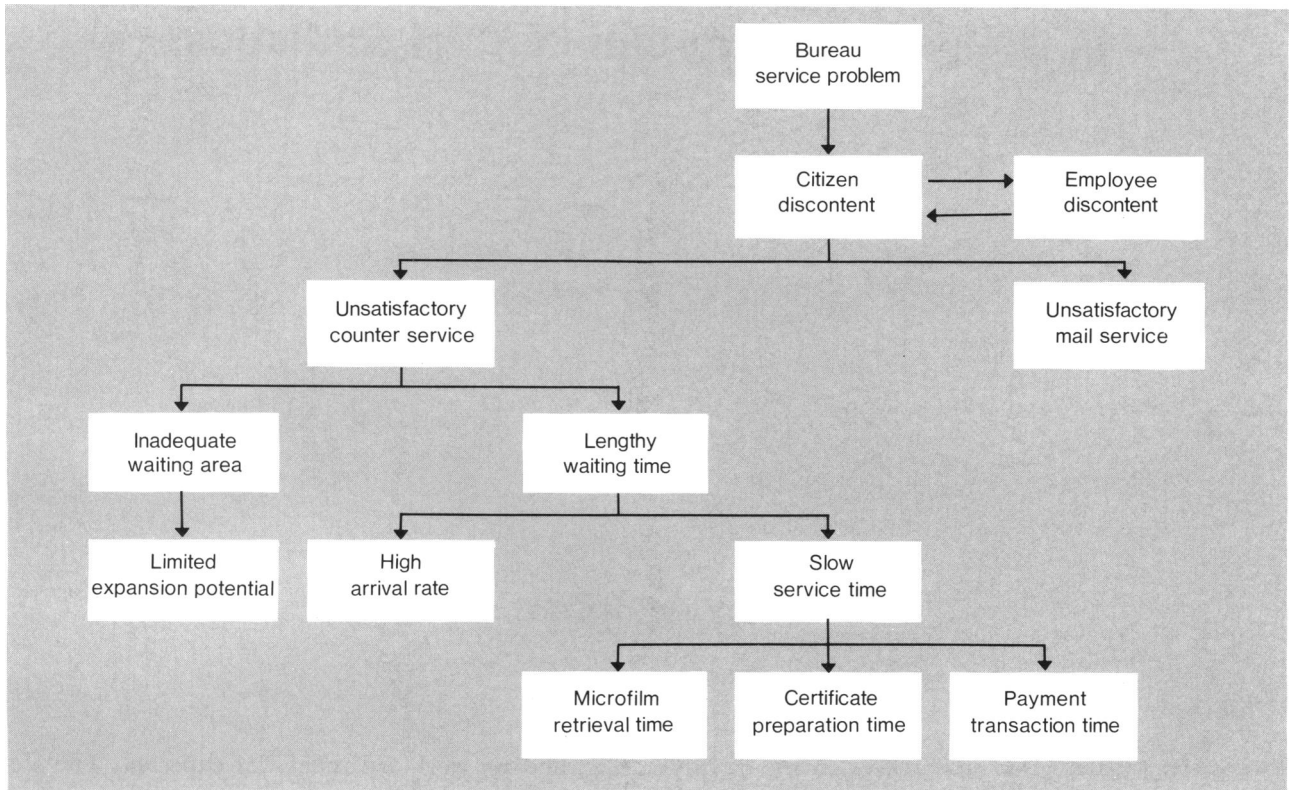 Bureau
service problem
Citizen
discontent
Employee
discontent
Unsatisfactory
counter service
Unsatisfactory
mail service
Inadequate
waiting area
Lengthy
waiting time
Limited
expansion potential
High
arrival rate
Slow
service time
Microfilm
retrieval time
Certificate
preparation time
Payment
transaction time